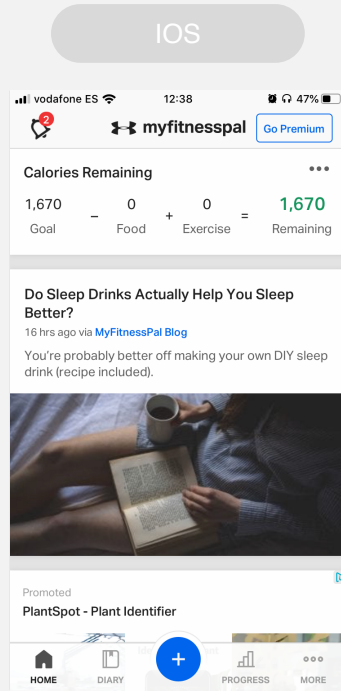 IOS
vodafone ES 12:38 47%
2
myfitnesspal Go Premium
Calories Remaining
1,670 – 0 + 0 = 1,670
Goal Food Exercise Remaining
Do Sleep Drinks Actually Help You Sleep
Better?
16 hrs ago via MyFitnessPal Blog
You're probably better off making your own DIY sleep
drink (recipe included).
Promoted
PlantSpot - Plant Identifier
HOME DIARY + PROGRESS MORE